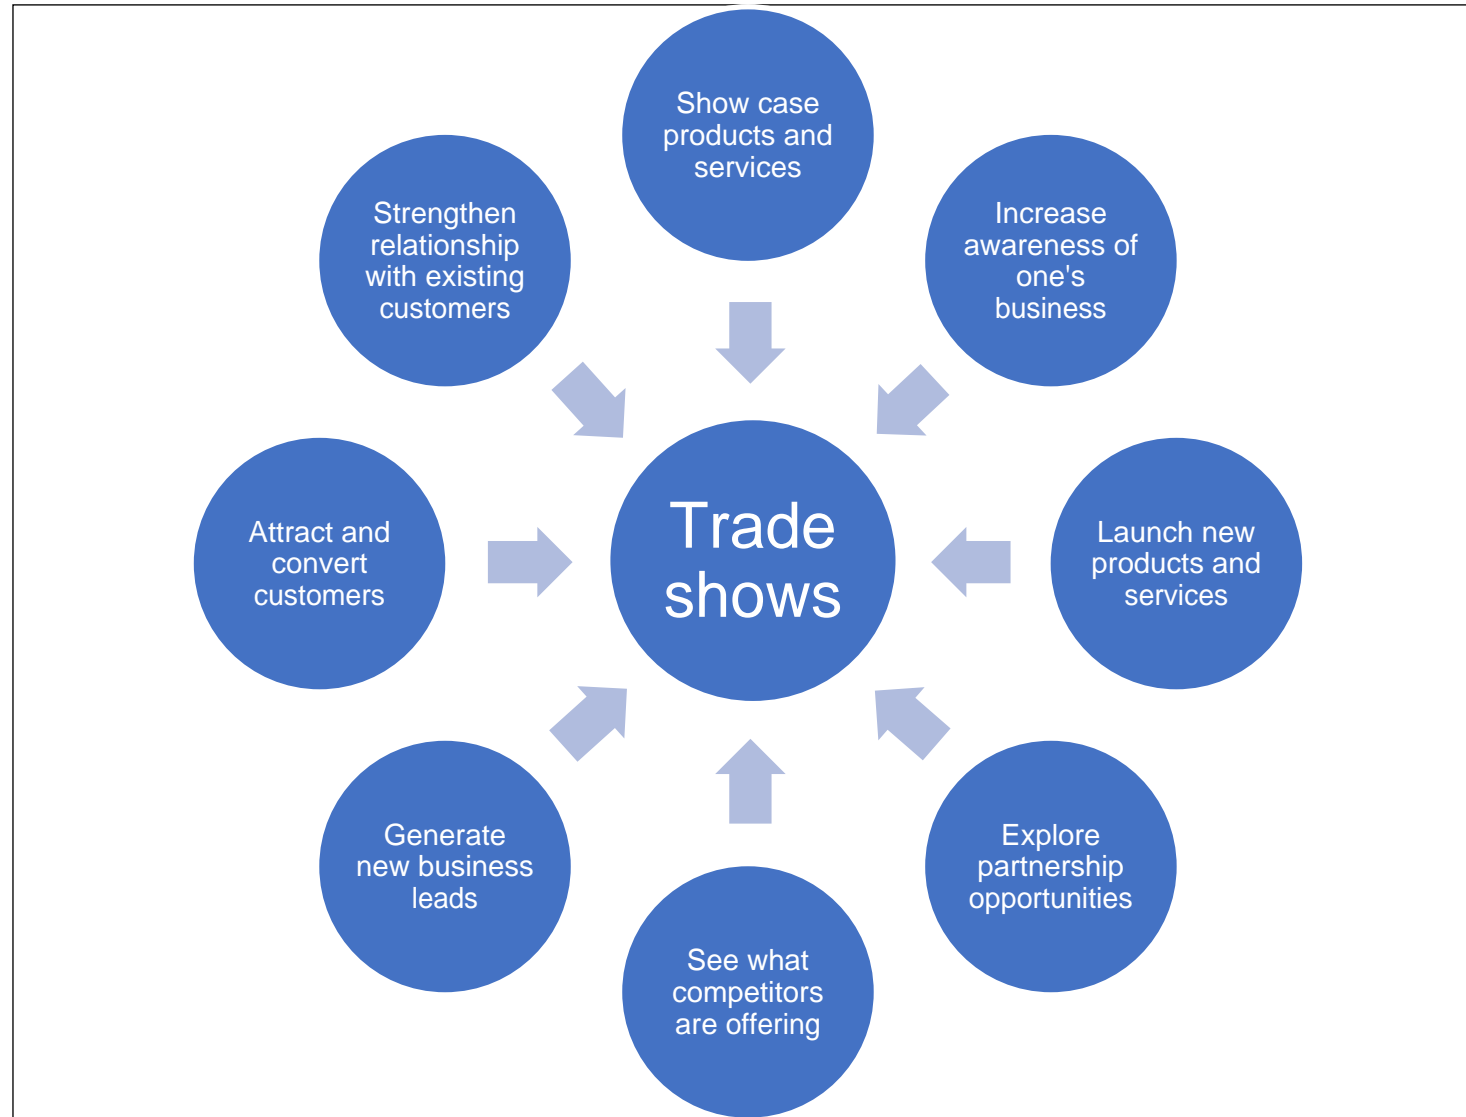 Show case
products and
services
Increase
awareness of
one's
business
Launch new
products and
services
Explore
partnership
opportunities
See what
competitors
are offering
Generate
new business
leads
Attract and
convert
customers
Strengthen
relationship
with existing
customers
Trade
shows